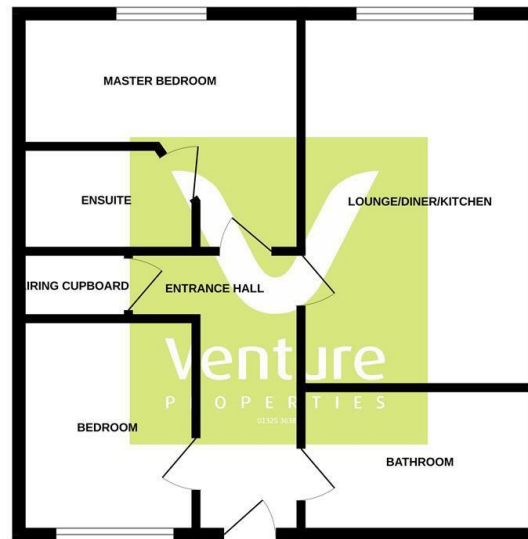 MASTER BEDROOM
ENSUITE
LOUNGE/DINER/KITCHEN
IRING CUPBOARD
ENTRANCE HALL
Venture
PROPERTIES
BEDROOM
BATHROOM